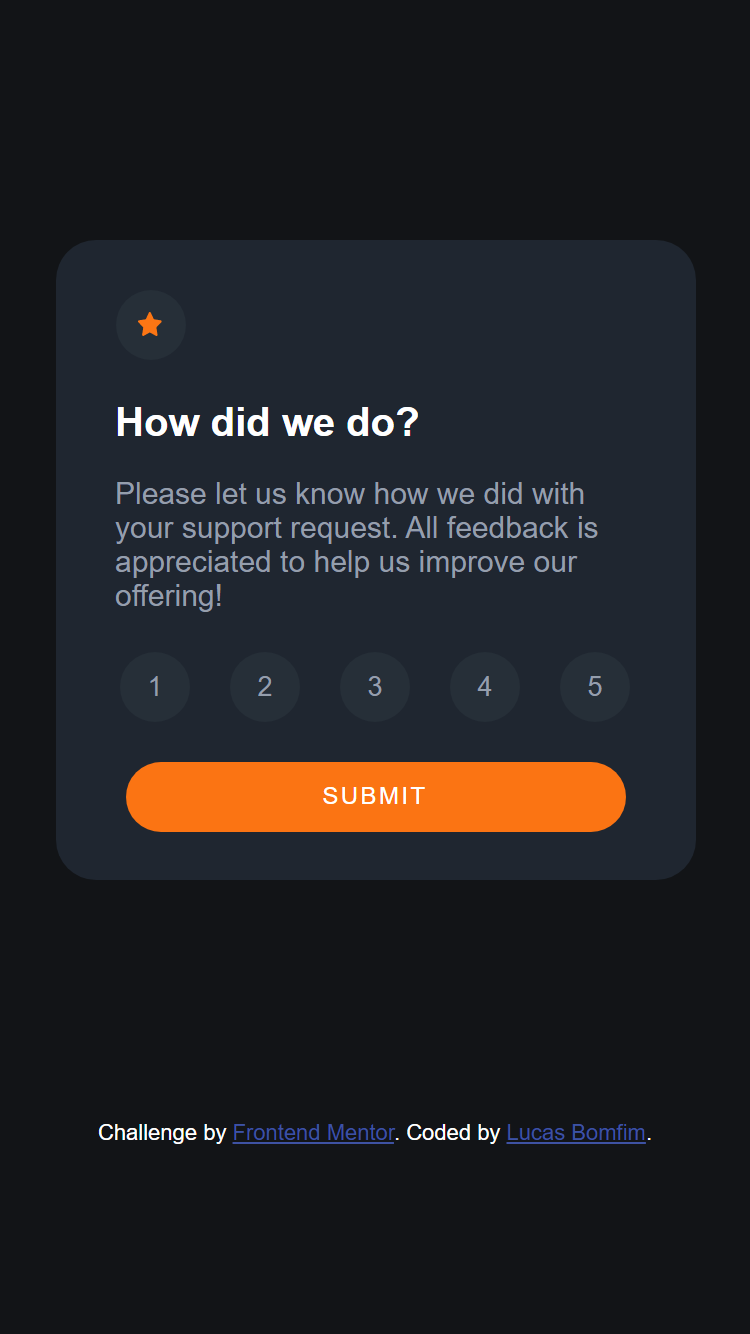 How did we do?
Please let us know how we did with
your support request. All feedback is
appreciated to help us improve our
offering!
1 2 3 4 5
SUBMIT
Challenge by Frontend Mentor. Coded by Lucas Bomfim.